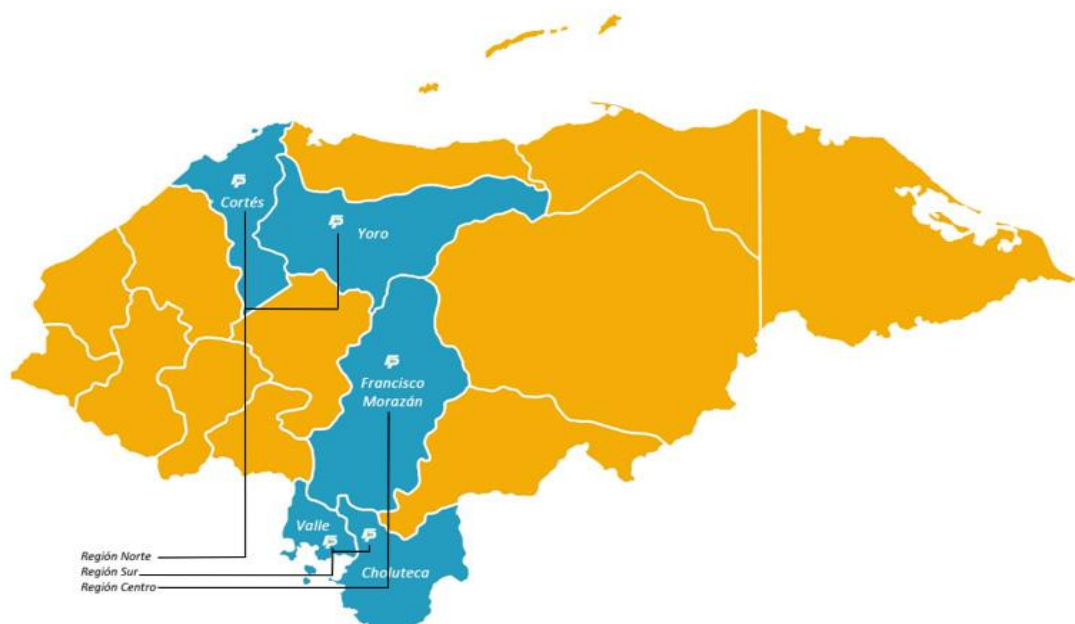 Cortés
Yoro
Francisco
Morazán
Valle
Choluteca
Región Norte
Región Sur
Región Centro